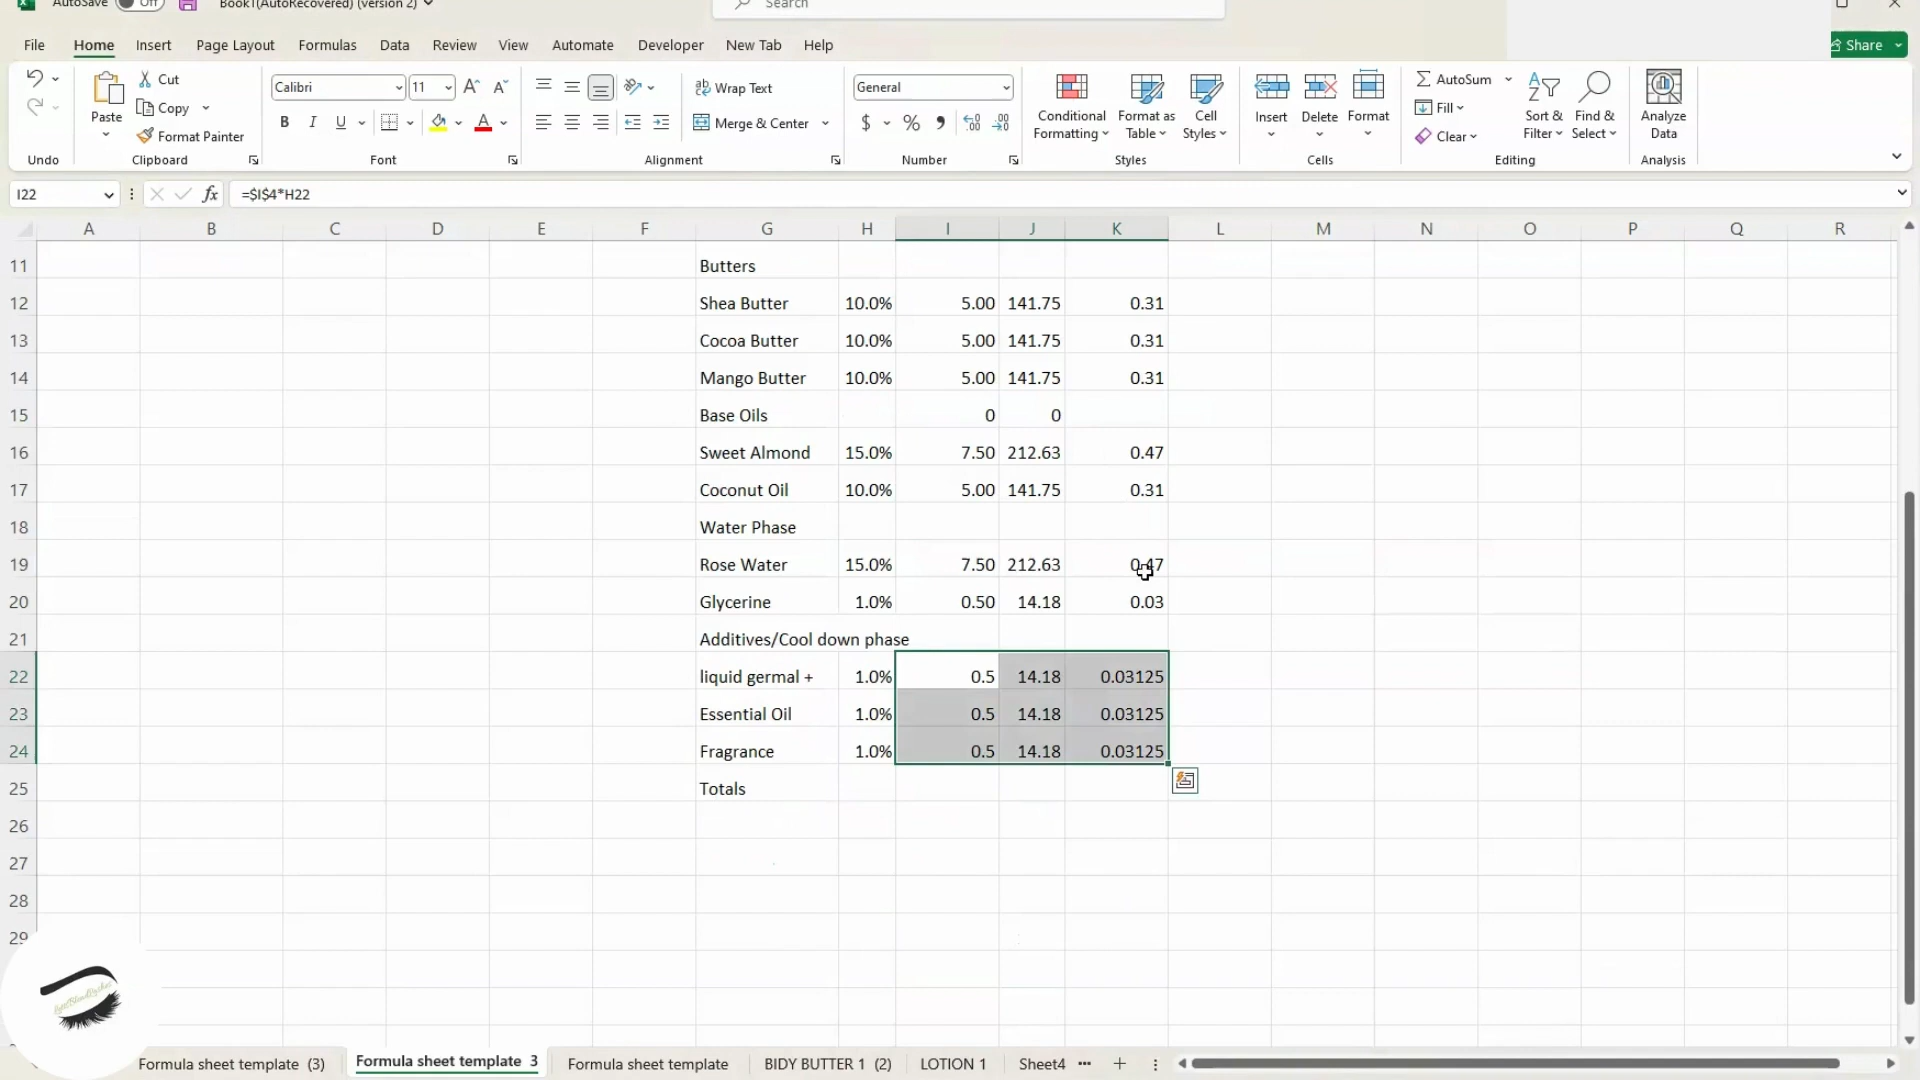 AutoSave Off Book1(AutoRecovered) (version 2) Search
File Home Insert Page Layout Formulas Data Review View Automate Developer New Tab Help Share
Cut
Copy
Format Painter
Paste
Calibri 11
B I U
Wrap Text
Merge & Center
General
$ % ,
Conditional Formatting
Format as Table
Cell Styles
Insert Delete Format
AutoSum
Fill
Clear
Sort & Filter
Find & Select
Analyze Data
Undo Clipboard Font Alignment Number Styles Cells Editing Analysis
I22 fx =$I$4*H22
A B C D E F G H I J K L M N O P Q R
11 Butters
12 Shea Butter 10.0% 5.00 141.75 0.31
13 Cocoa Butter 10.0% 5.00 141.75 0.31
14 Mango Butter 10.0% 5.00 141.75 0.31
15 Base Oils 0 0
16 Sweet Almond 15.0% 7.50 212.63 0.47
17 Coconut Oil 10.0% 5.00 141.75 0.31
18 Water Phase
19 Rose Water 15.0% 7.50 212.63 0.47
20 Glycerine 1.0% 0.50 14.18 0.03
21 Additives/Cool down phase
22 liquid germal + 1.0% 0.5 14.18 0.03125
23 Essential Oil 1.0% 0.5 14.18 0.03125
24 Fragrance 1.0% 0.5 14.18 0.03125
25 Totals
26
27
28
29
Formula sheet template (3) Formula sheet template 3 Formula sheet template BIDY BUTTER 1 (2) LOTION 1 Sheet4